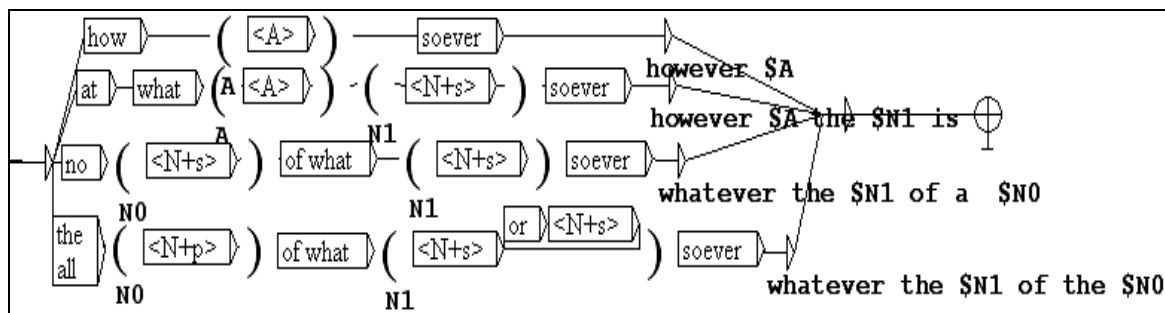 how ( <A> ) soever
A
however $A
at what ( <A> ) ( <N+s> ) soever
A N1
however $A the $N1 is
no ( <N+s> ) of what ( <N+s> ) soever
N0 N1
whatever the $N1 of a $N0
the
all ( <N+p> ) of what ( <N+s> or <N+s> ) soever
N0 N1
whatever the $N1 of the $N0